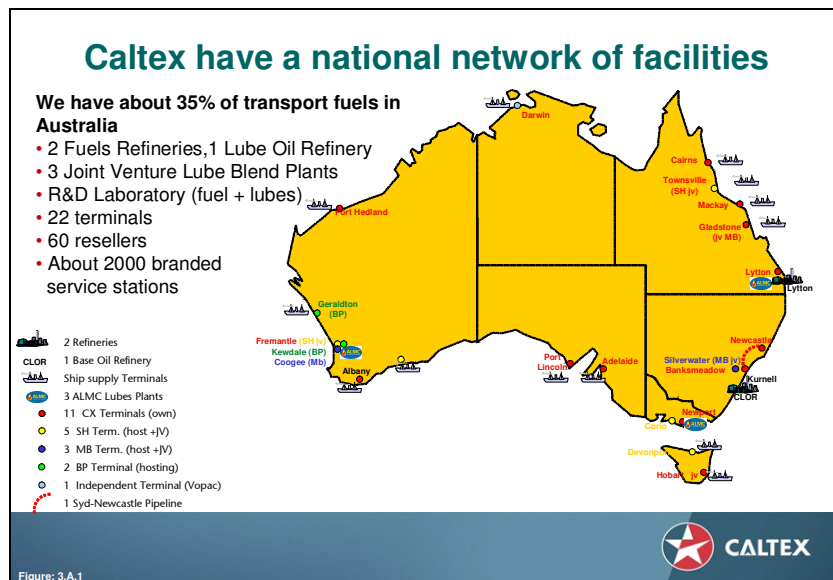 Caltex have a national network of facilities
We have about 35% of transport fuels in
Australia
• 2 Fuels Refineries,1 Lube Oil Refinery
• 3 Joint Venture Lube Blend Plants
• R&D Laboratory (fuel + lubes)
• 22 terminals
• 60 resellers
• About 2000 branded
service stations
Darwin
Cairns
Townsville
(SH jv)
Mackay
Gladstone
(jv MB)
Port Hedland
Lytton
ALMC
Lytton
Geraldton
(BP)
Fremantle (SH jv)
Kewdale (BP)
Coogee (Mb)
ALMC
Albany
Port
Lincoln
Adelaide
Newcastle
Silverwater (MB jv)
Banksmeadow
Kurnell
CLOR
Newport
Corio
ALMC
Devonport
Hobart jv
2 Refineries
CLOR 1 Base Oil Refinery
Ship supply Terminals
ALMC 3 ALMC Lubes Plants
11 CX Terminals (own)
5 SH Term. (host +JV)
3 MB Term. (host +JV)
2 BP Terminal (hosting)
1 Independent Terminal (Vopac)
1 Syd-Newcastle Pipeline
CALTEX
Figure: 3.A.1